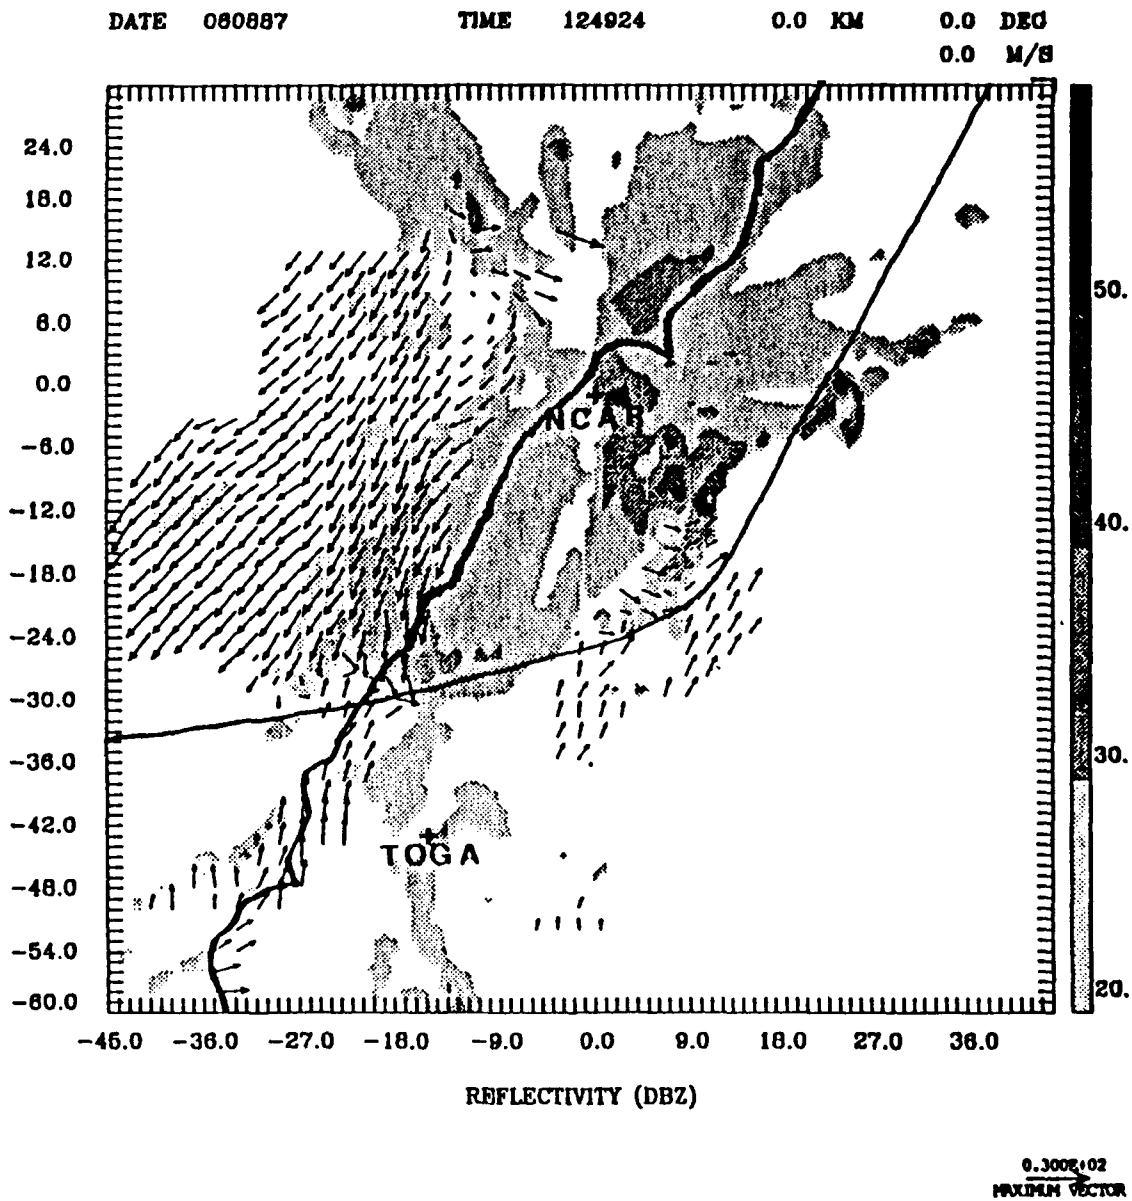 DATE 080887 TIME 124924 0.0 KM 0.0 DEG
0.0 M/S
24.0
18.0
12.0
6.0
0.0
-6.0
-12.0
-18.0
-24.0
-30.0
-36.0
-42.0
-48.0
-54.0
-60.0
NCAR
TOGA
50.
40.
30.
20.
-45.0 -36.0 -27.0 -18.0 -9.0 0.0 9.0 18.0 27.0 36.0
REFLECTIVITY (DBZ)
0.300E+02
MAXIMUM VECTOR